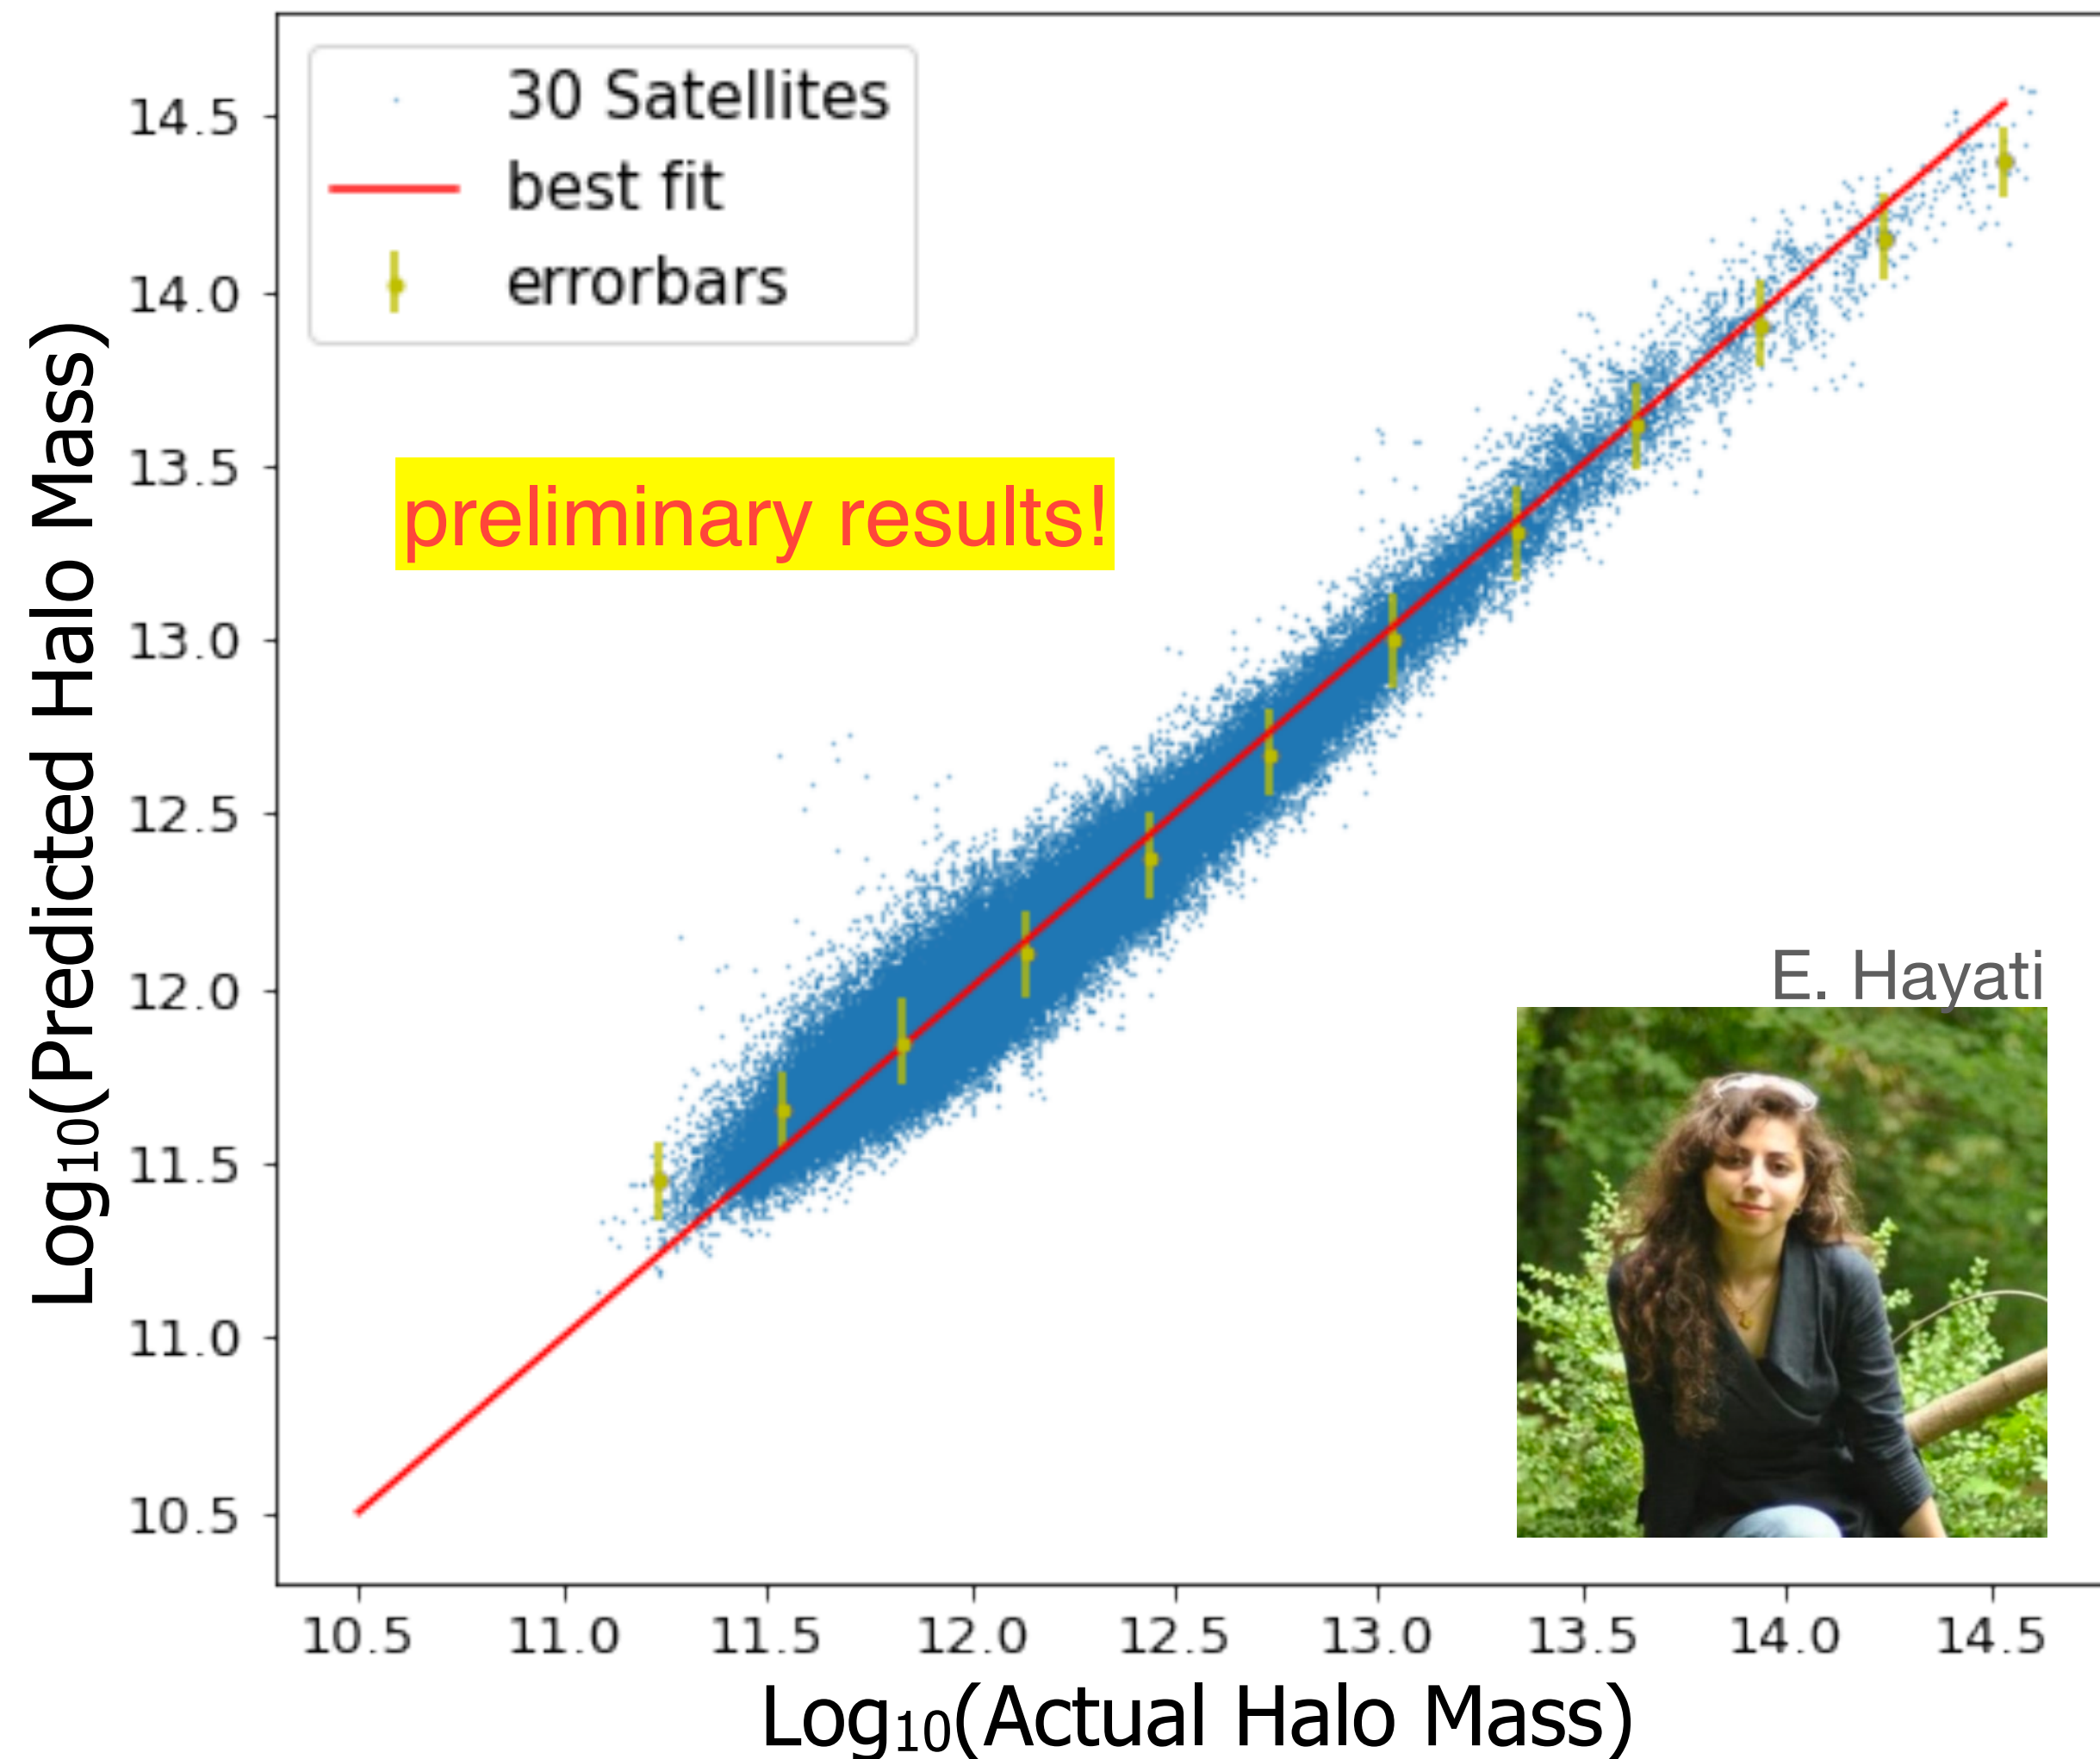 30 Satellites
best fit
errorbars
preliminary results!
E. Hayati
Log10(Predicted Halo Mass)
14.5
14.0
13.5
13.0
12.5
12.0
11.5
11.0
10.5
10.5 11.0 11.5 12.0 12.5 13.0 13.5 14.0 14.5
Log10(Actual Halo Mass)